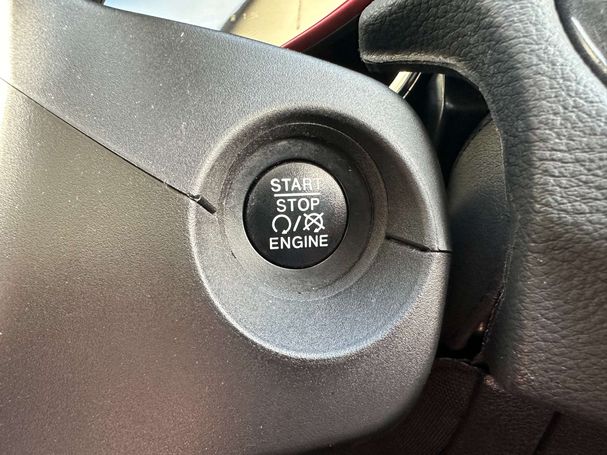 START
STOP
/
ENGINE